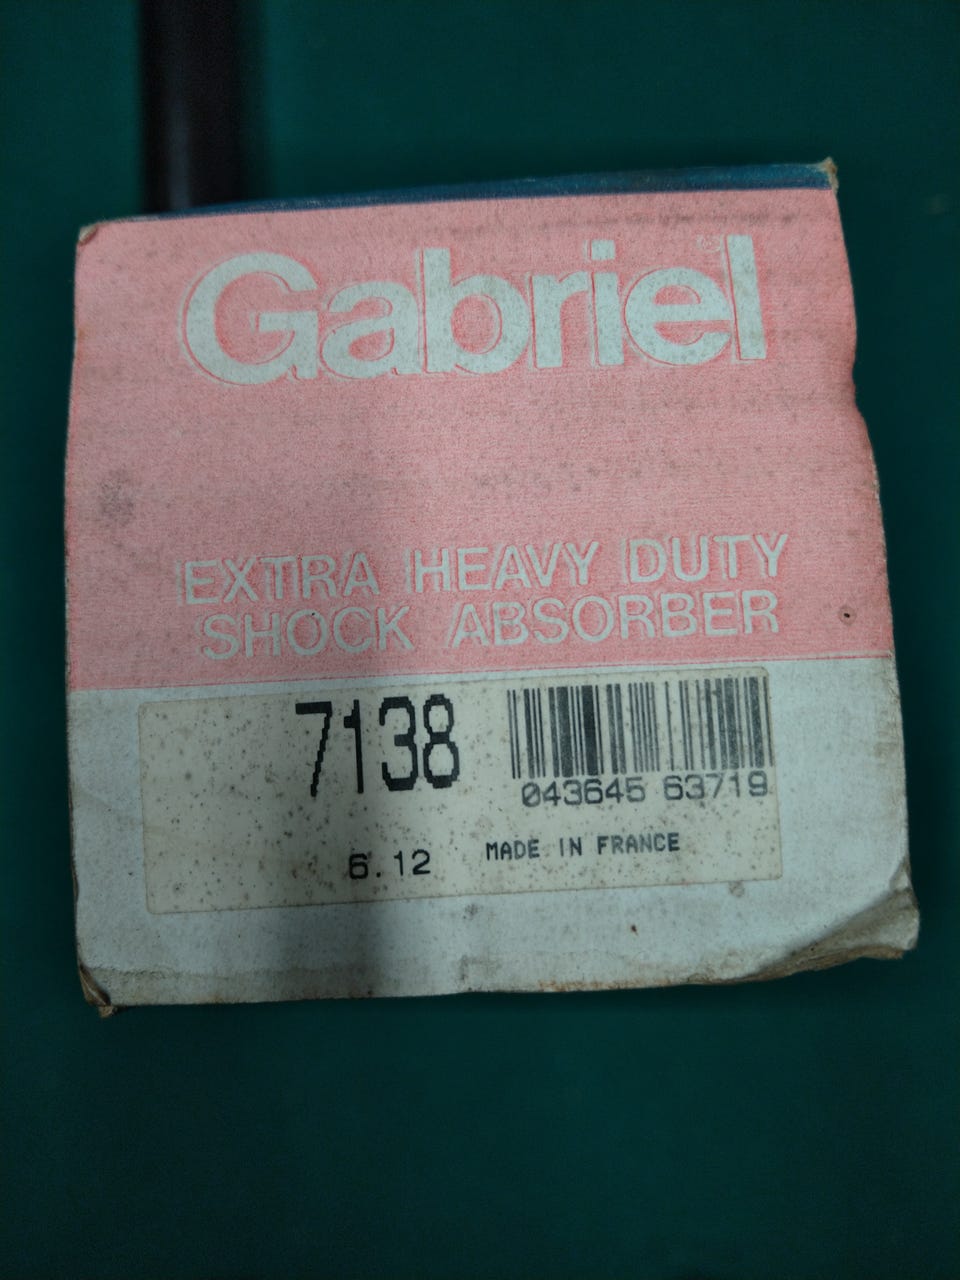 Gabriel®
EXTRA HEAVY DUTY
SHOCK ABSORBER
7138
043645 63719
6.12
MADE IN FRANCE